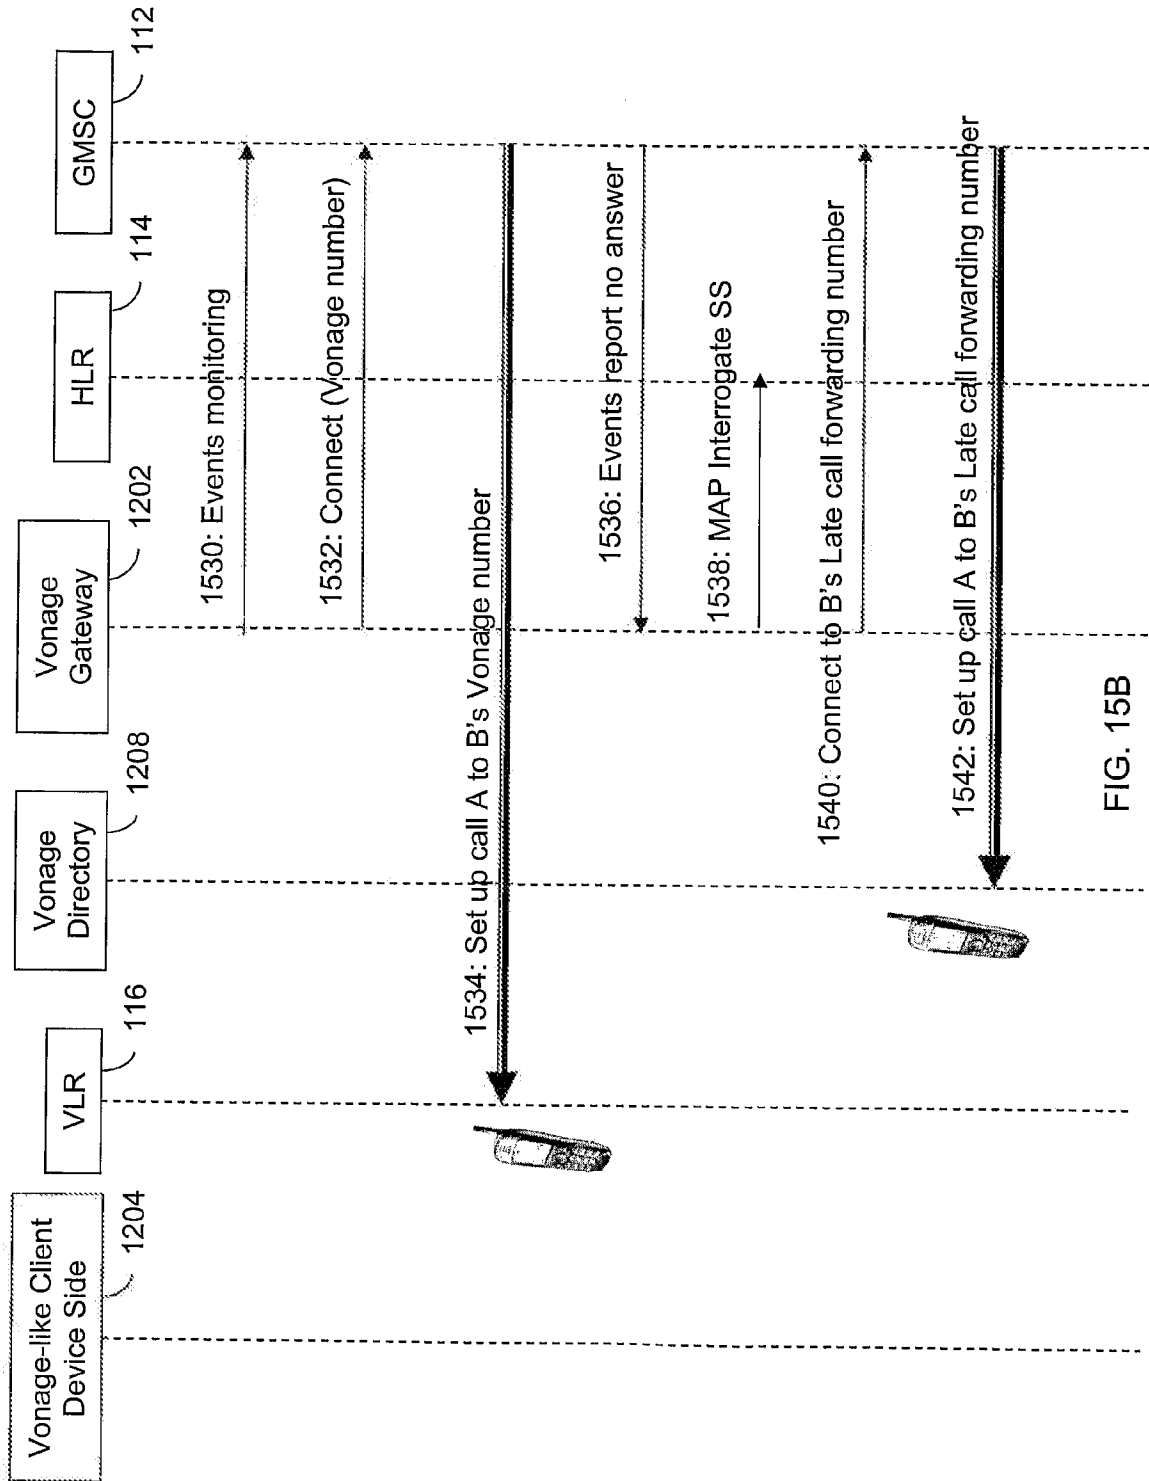 Vonage-like Client
Device Side
1204
VLR
116
Vonage
Directory
1208
Vonage
Gateway
1202
HLR
114
GMSC
112
1530: Events monitoring
1532: Connect (Vonage number)
1534: Set up call A to B's Vonage number
1536: Events report no answer
1538: MAP Interrogate SS
1540: Connect to B's Late call forwarding number
1542: Set up call A to B's Late call forwarding number
FIG. 15B